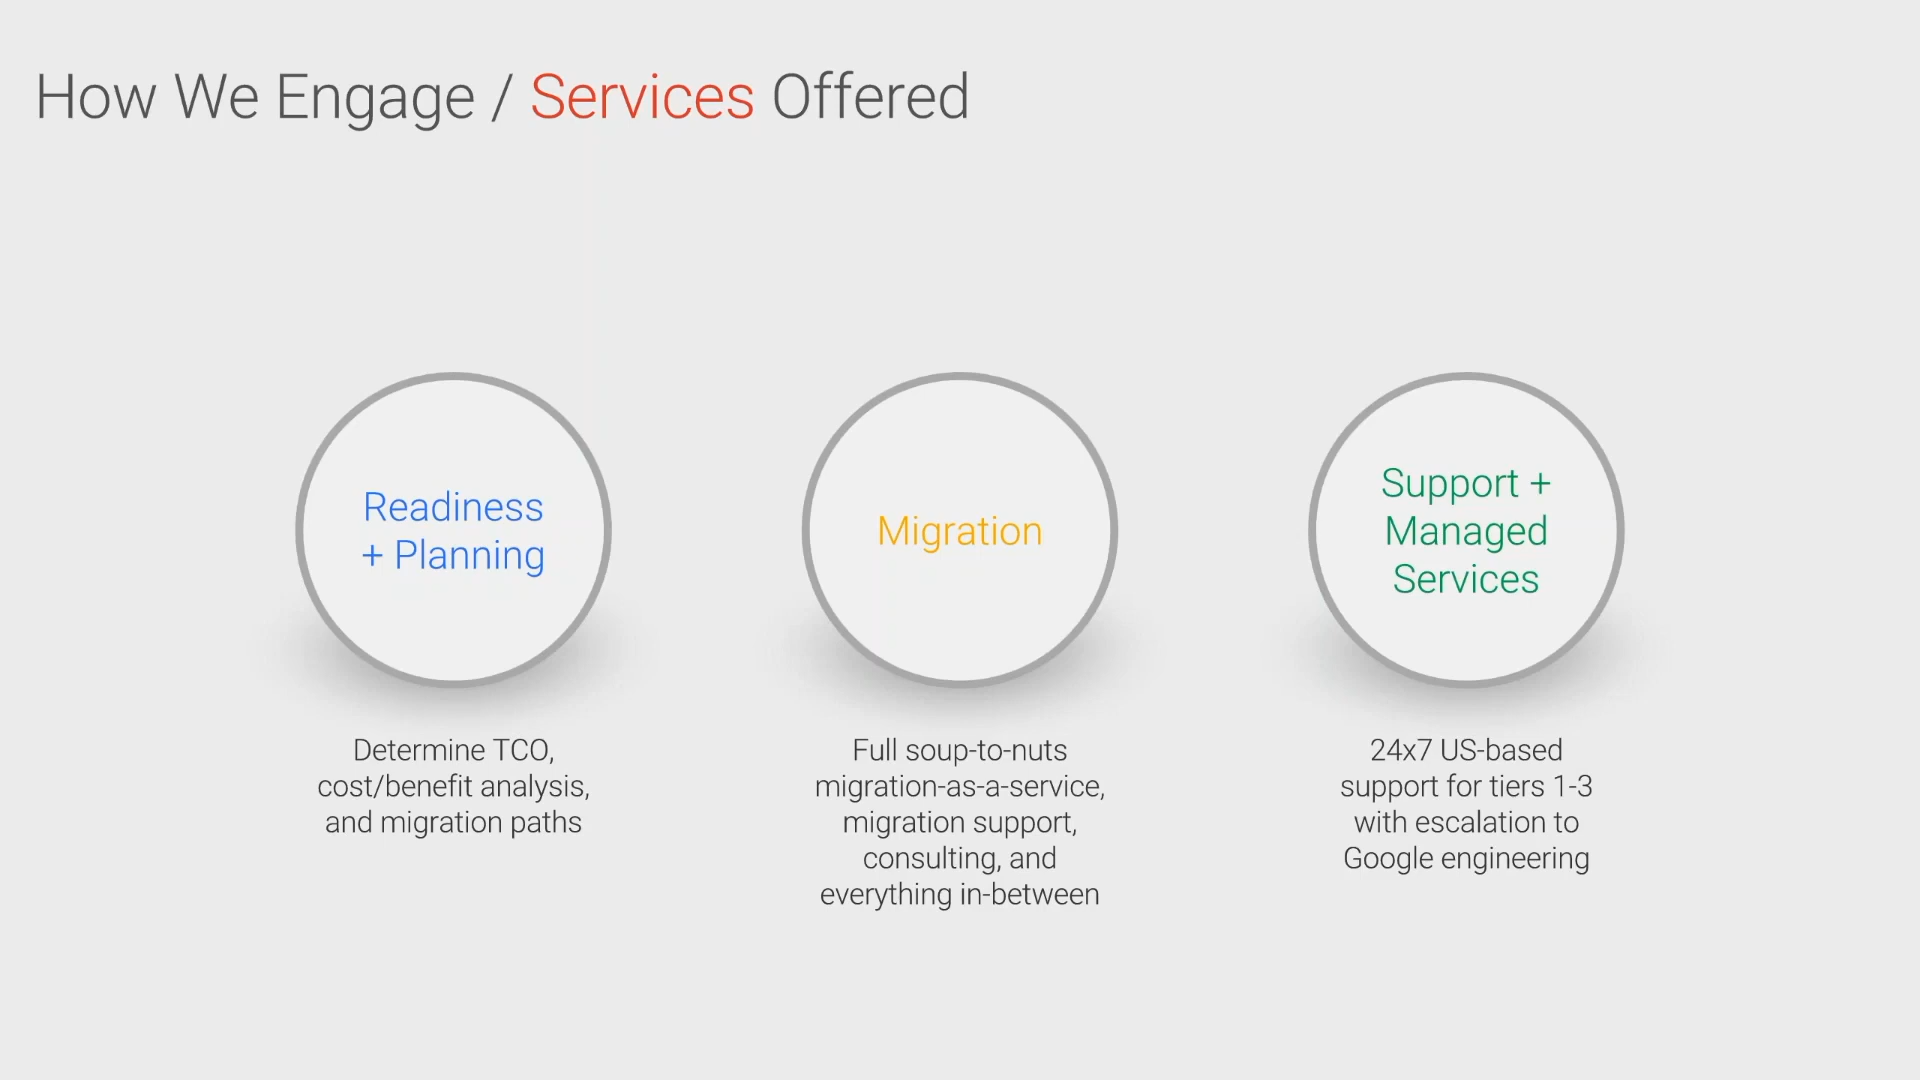 How We Engage / Services Offered
Readiness
+ Planning
Determine TCO,
cost/benefit analysis,
and migration paths
Migration
Full soup-to-nuts
migration-as-a-service,
migration support,
consulting, and
everything in-between
Support +
Managed
Services
24x7 US-based
support for tiers 1-3
with escalation to
Google engineering